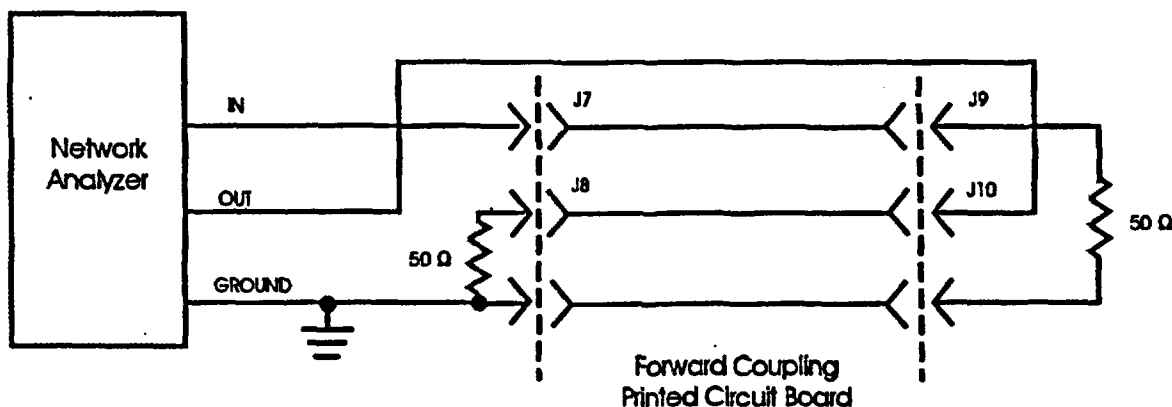 Network
Analyzer
IN
OUT
GROUND
J7
J8
50 Ω
J9
J10
50 Ω
Forward Coupling
Printed Circuit Board